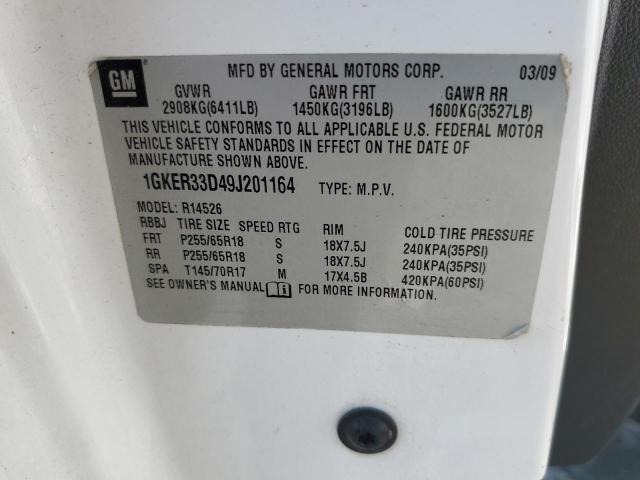 GM
MFD BY GENERAL MOTORS CORP. 03/09
GVWR GAWR FRT GAWR RR
2908KG(6411LB) 1450KG(3196LB) 1600KG(3527LB)
THIS VEHICLE CONFORMS TO ALL APPLICABLE U.S. FEDERAL MOTOR
VEHICLE SAFETY STANDARDS IN EFFECT ON THE DATE OF
MANUFACTURE SHOWN ABOVE.
1GKER33D49J201164 TYPE: M.P.V.
MODEL: R14526
RBBJ TIRE SIZE SPEED RTG RIM COLD TIRE PRESSURE
FRT P255/65R18 S 18X7.5J 240KPA(35PSI)
RR P255/65R18 S 18X7.5J 240KPA(35PSI)
SPA T145/70R17 M 17X4.5B 420KPA(60PSI)
SEE OWNER'S MANUAL i FOR MORE INFORMATION.